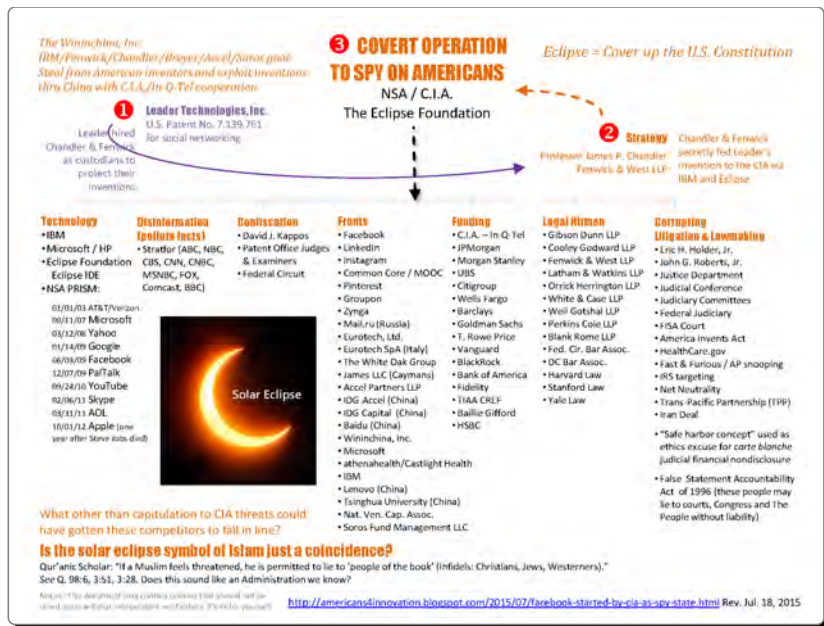 The Wininchina, Inc.
IBM/Fenwick/Chandler/Breyer/Accel/Soros goal:
Steal from American inventors and exploit inventions
thru China with C.I.A./In-Q-Tel cooperation
❸ COVERT OPERATION
TO SPY ON AMERICANS
NSA / C.I.A.
The Eclipse Foundation
Eclipse = Cover up the U.S. Constitution
❶ Leader Technologies, Inc.
U.S. Patent No. 7,139,761
for social networking
Leader hired
Chandler & Fenwick
as custodians to
protect their
inventions.
❷ Strategy
Professor James P. Chandler
Fenwick & West LLP
Chandler & Fenwick
secretly fed Leader's
invention to the CIA via
IBM and Eclipse
Technology
•IBM
•Microsoft / HP
•Eclipse Foundation
Eclipse IDE
•NSA PRISM:
01/01/03 AT&T/Verizon
09/11/07 Microsoft
03/12/08 Yahoo
01/14/09 Google
06/03/09 Facebook
12/07/09 PalTalk
09/24/10 YouTube
02/06/11 Skype
03/31/11 AOL
10/01/12 Apple (one
year after Steve Jobs died)
Disinformation
(pollute facts)
•Stratfor (ABC, NBC,
CBS, CNN, CNBC,
MSNBC, FOX,
Comcast, BBC)
Confiscation
• David J. Kappos
• Patent Office Judges
& Examiners
• Federal Circuit
Solar Eclipse
Fronts
• Facebook
• LinkedIn
• Instagram
• Common Core / MOOC
• Pinterest
• Groupon
• Zynga
• Mail.ru (Russia)
• Eurotech, Ltd.
• Eurotech SpA (Italy)
• The White Oak Group
• James LLC (Caymans)
• Accel Partners LLP
• IDG Accel (China)
• IDG Capital (China)
• Baidu (China)
• Wininchina, Inc.
• Microsoft
• athenahealth/Castlight Health
• IBM
• Lenovo (China)
• Tsinghua University (China)
• Nat. Ven. Cap. Assoc.
• Soros Fund Management LLC
Funding
• C.I.A. – In-Q-Tel
• JPMorgan
• Morgan Stanley
• UBS
• Citigroup
• Wells Fargo
• Barclays
• Goldman Sachs
• T. Rowe Price
• Vanguard
• BlackRock
• Bank of America
• Fidelity
• TIAA CREF
• Baillie Gifford
• HSBC
Legal Hitmen
• Gibson Dunn LLP
• Cooley Godward LLP
• Fenwick & West LLP
• Latham & Watkins LLP
• Orrick Herrington LLP
• White & Case LLP
• Weil Gotshal LLP
• Perkins Coie LLP
• Blank Rome LLP
• Fed. Cir. Bar Assoc.
• DC Bar Assoc.
• Harvard Law
• Stanford Law
• Yale Law
Corrupting
Litigation & Lawmaking
• Eric H. Holder, Jr.
• John G. Roberts, Jr.
• Justice Department
• Judicial Conference
• Judiciary Committees
• Federal Judiciary
• FISA Court
• America Invents Act
• HealthCare.gov
• Fast & Furious / AP snooping
• IRS targeting
• Net Neutrality
• Trans-Pacific Partnership (TPP)
• Iran Deal
• "Safe harbor concept" used as
ethics excuse for carte blanche
judicial financial nondisclosure
• False Statement Accountability
Act of 1996 (these people may
lie to courts, Congress and The
People without liability)
What other than capitulation to CIA threats could
have gotten these competitors to fall in line?
Is the solar eclipse symbol of Islam just a coincidence?
Qur'anic Scholar: "If a Muslim feels threatened, he is permitted to lie to 'people of the book' (infidels: Christians, Jews, Westerners)."
See Q. 98:6, 3:51, 3:28. Does this sound like an Administration we know?
http://americans4innovation.blogspot.com/2015/07/facebook-started-by-cia-as-spy-state.html Rev. Jul. 18, 2015